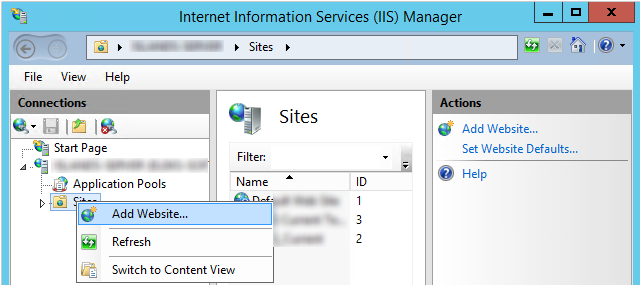 Internet Information Services (IIS) Manager
Sites
File View Help
Connections
Start Page
Application Pools
Sites
Add Website...
Refresh
Switch to Content View
Sites
Filter:
Name ID
1
3
2
Actions
Add Website...
Set Website Defaults...
Help